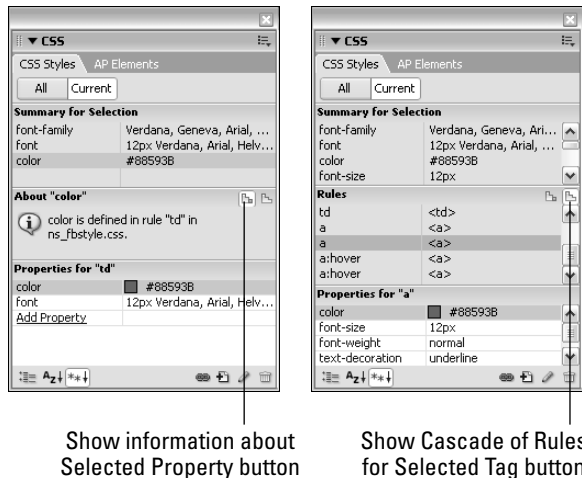 CSS
CSS Styles AP Elements
All Current
Summary for Selection
font-family Verdana, Geneva, Arial, ...
font 12px Verdana, Arial, Helv...
color #88593B
About "color"
color is defined in rule "td" in
ns_fbstyle.css.
Properties for "td"
color #88593B
font 12px Verdana, Arial, Helv...
Add Property
Show information about
Selected Property button
CSS
CSS Styles AP Elements
All Current
Summary for Selection
font-family Verdana, Geneva, Ari...
font 12px Verdana, Arial, ...
color #88593B
font-size 12px
Rules
td <td>
a <a>
a <a>
a:hover <a>
a:hover <a>
Properties for "a"
color #88593B
font-size 12px
font-weight normal
text-decoration underline
Show Cascade of Rules
for Selected Tag button